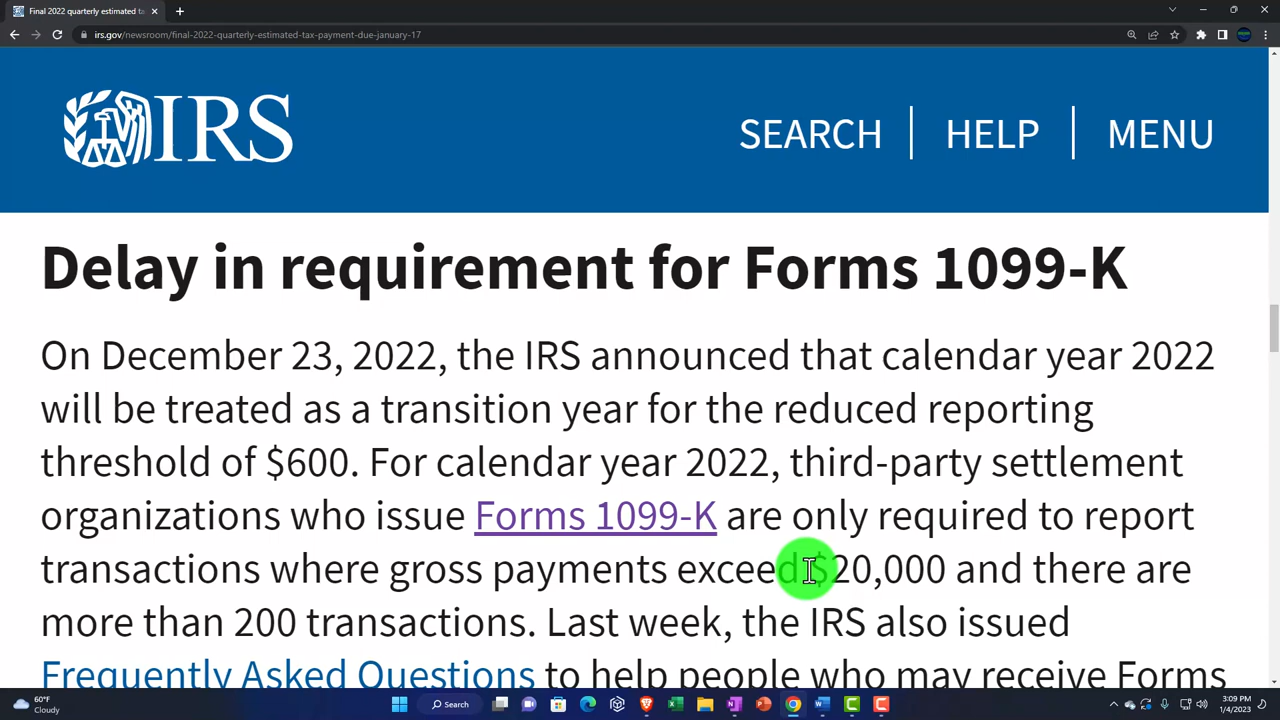 Final 2022 quarterly estimated ta
irs.gov/newsroom/final-2022-quarterly-estimated-tax-payment-due-january-17
IRS
SEARCH
HELP
MENU
Delay in requirement for Forms 1099-K
On December 23, 2022, the IRS announced that calendar year 2022
will be treated as a transition year for the reduced reporting
threshold of $600. For calendar year 2022, third-party settlement
organizations who issue Forms 1099-K are only required to report
transactions where gross payments exceed $20,000 and there are
more than 200 transactions. Last week, the IRS also issued
Frequently Asked Questions to help people who may receive Forms
60°F
Cloudy
Search
3:09 PM
1/4/2023